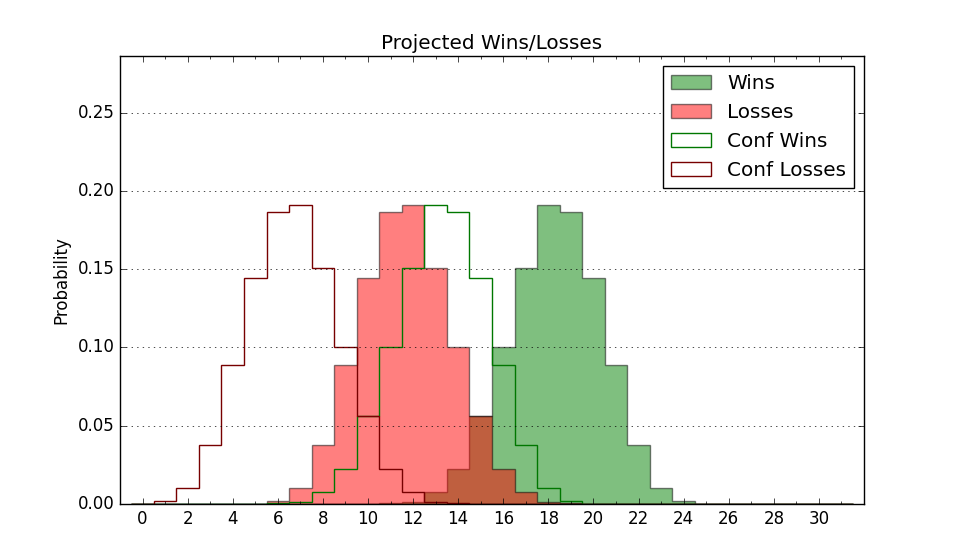 Projected Wins/Losses
Wins
Losses
Conf Wins
Conf Losses
Probability
0.25
0.20
0.15
0.10
0.05
0.00
0 2 4 6 8 10 12 14 16 18 20 22 24 26 28 30